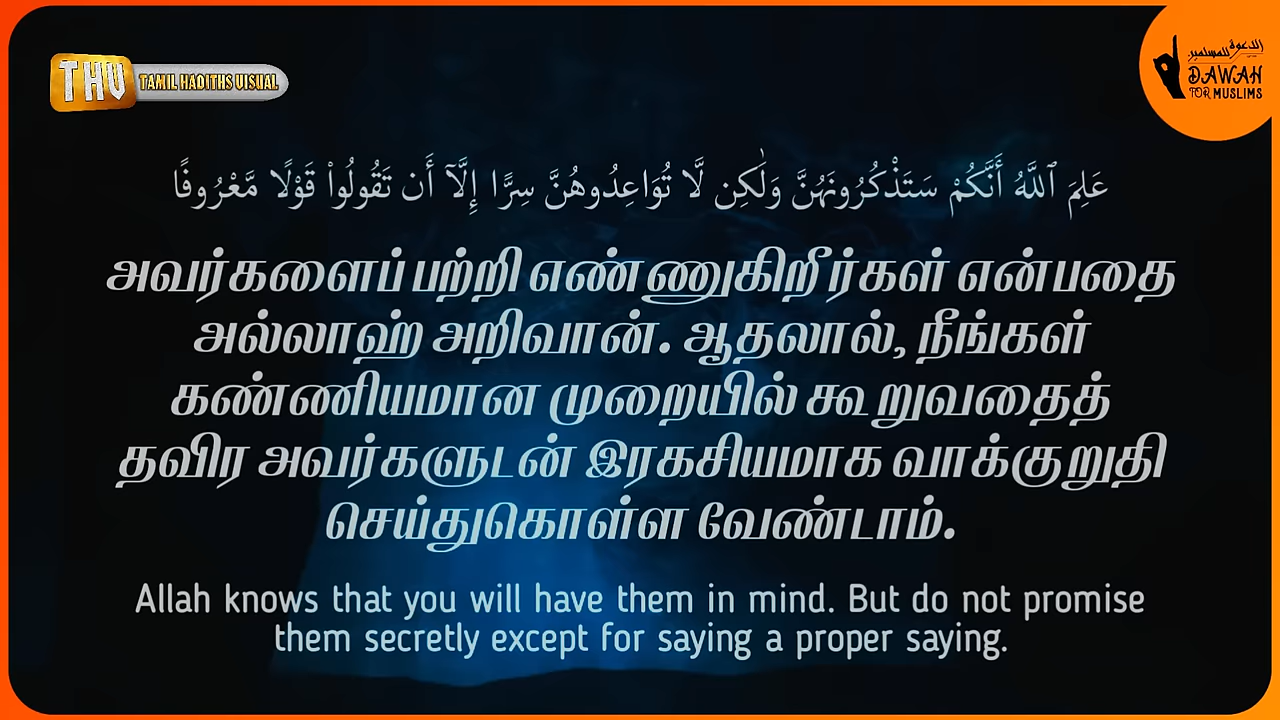 THV
TAMIL HADITHS VISUAL
الدعوة للمسلمين
DAWAH
FOR MUSLIMS
عَلِمَ ٱللَّهُ أَنَّكُمْ سَتَذْكُرُونَهُنَّ وَلَٰكِن لَّا تُوَاعِدُوهُنَّ سِرًّا إِلَّآ أَن تَقُولُوا۟ قَوْلًا مَّعْرُوفًا
அவர்களைப் பற்றி எண்ணுகிறீர்கள் என்பதை
அல்லாஹ் அறிவான். ஆதலால், நீங்கள்
கண்ணியமான முறையில் கூறுவதைத்
தவிர அவர்களுடன் இரகசியமாக வாக்குறுதி
செய்துகொள்ள வேண்டாம்.
Allah knows that you will have them in mind. But do not promise
them secretly except for saying a proper saying.